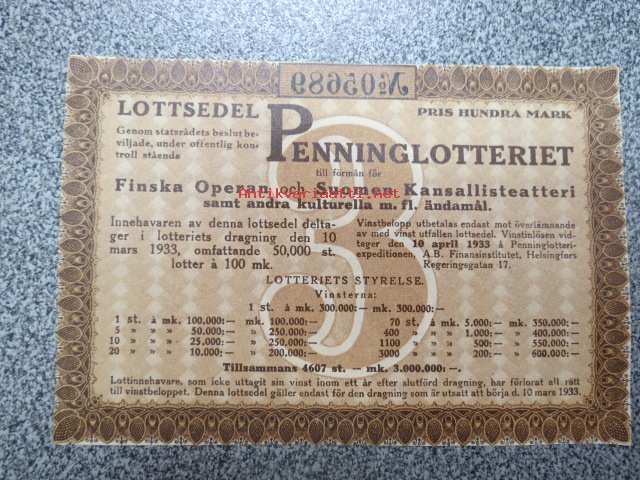 LOTTSEDEL
PRIS HUNDRA MARK
Genom statsrådets beslut be-
viljade, under offentlig kon-
troll stående
PENNINGLOTTERIET
till förmån för
Finska Operan och Suomen Kansallisteatteri
samt andra kulturella m. fl. ändamål.
Innehavaren av denna lottsedel delta-
ger i lotteriets dragning den 10
mars 1933, omfattande 50,000 st.
lotter à 100 mk.
Vinstbelopp utbetalas endast mot överlämnande
av med vinst utfallen lottsedel. Vinstinlösen vid-
tager den 10 april 1933 å Penninglotteri-
expeditionen, A.B. Finansinstitutet, Helsingfors
Regeringsgatan 17.
LOTTERIETS STYRELSE.
Vinsterna:
1 st. à mk. 300,000:— mk. 300,000:—
1 st. à mk. 100,000:— mk. 100,000:— 70 st. à mk. 5,000:— mk. 350,000:—
5 » » » 50,000:— » 250,000:— 400 » » » 1,000:— » 400,000:—
10 » » » 25,000:— » 250,000:— 1100 » » » 500:— » 550,000:—
20 » » » 10,000:— » 200,000:— 3000 » » » 200:— » 600,000:—
Tillsammans 4607 st. — mk. 3.000,000:—
Lottinnehavare, som icke uttagit sin vinst inom ett år efter slutförd dragning, har förlorat all rätt
till vinstbeloppet. Denna lottsedel gäller endast för den dragning som är utsatt att börja d. 10 mars 1933.
3
Antikvariaatti.net